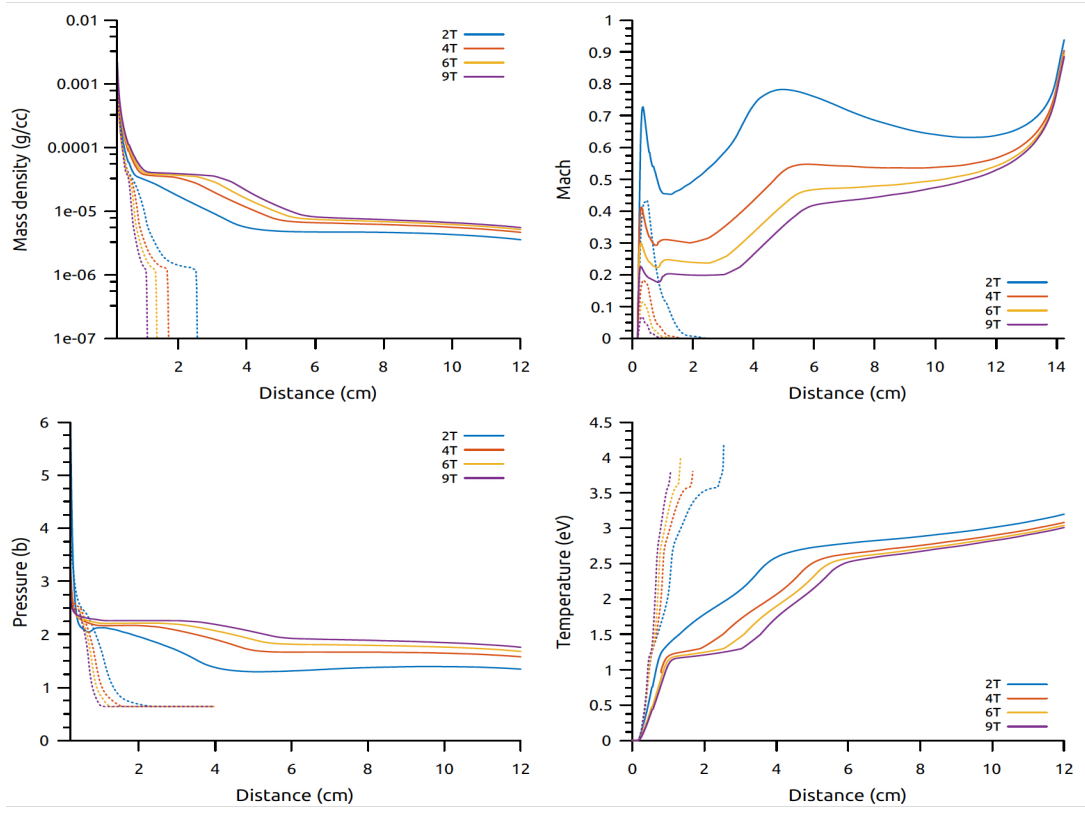 Mass density (g/cc)
0.01
0.001
0.0001
1e-05
1e-06
1e-07
2 4 6 8 10 12
Distance (cm)
2T
4T
6T
9T
Mach
1
0.9
0.8
0.7
0.6
0.5
0.4
0.3
0.2
0.1
0
0 2 4 6 8 10 12 14
Distance (cm)
2T
4T
6T
9T
Pressure (b)
6
5
4
3
2
1
0
2 4 6 8 10 12
Distance (cm)
2T
4T
6T
9T
Temperature (eV)
4.5
4
3.5
3
2.5
2
1.5
1
0.5
0
0 2 4 6 8 10 12
Distance (cm)
2T
4T
6T
9T